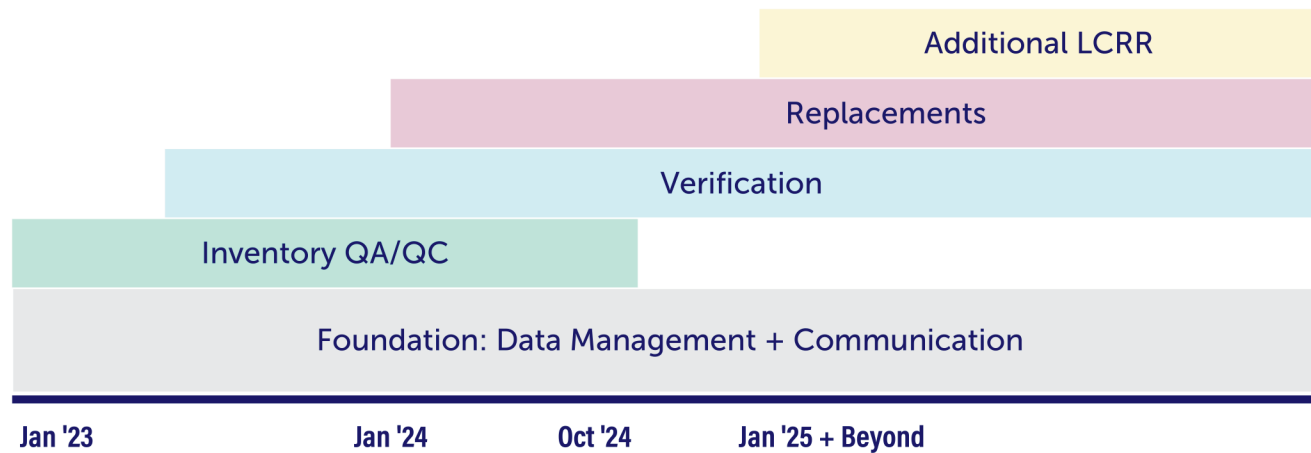 Additional LCRR
Replacements
Verification
Inventory QA/QC
Foundation: Data Management + Communication
Jan '23
Jan '24
Oct '24
Jan '25 + Beyond